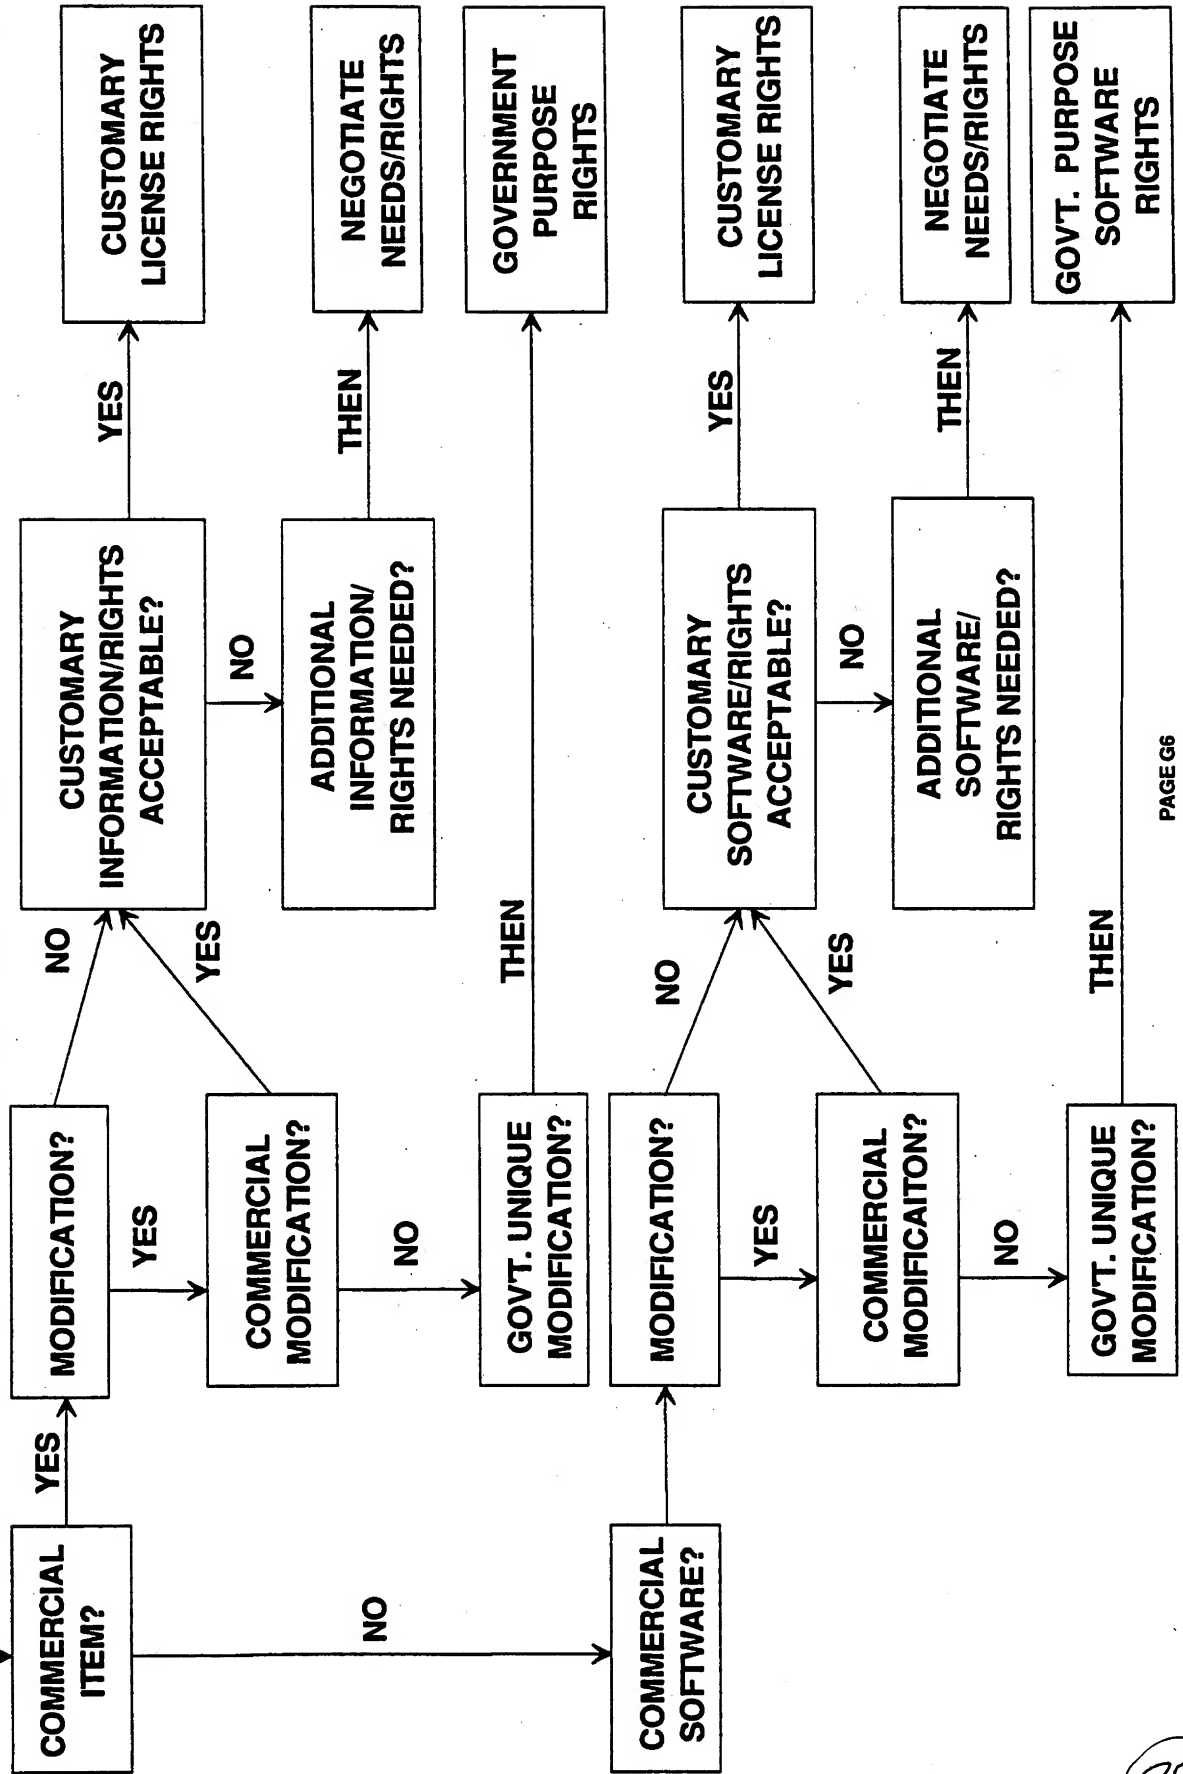 COMMERCIAL
ITEM?
YES
MODIFICATION?
NO
CUSTOMARY
INFORMATION/RIGHTS
ACCEPTABLE?
YES
CUSTOMARY
LICENSE RIGHTS
YES
COMMERCIAL
MODIFICATION?
YES
NO
ADDITIONAL
INFORMATION/
RIGHTS NEEDED?
THEN
NEGOTIATE
NEEDS/RIGHTS
NO
GOV'T. UNIQUE
MODIFICATION?
THEN
GOVERNMENT
PURPOSE
RIGHTS
NO
COMMERCIAL
SOFTWARE?
MODIFICATION?
NO
CUSTOMARY
SOFTWARE/RIGHTS
ACCEPTABLE?
YES
CUSTOMARY
LICENSE RIGHTS
YES
COMMERCIAL
MODIFICAITON?
YES
NO
ADDITIONAL
SOFTWARE/
RIGHTS NEEDED?
THEN
NEGOTIATE
NEEDS/RIGHTS
NO
GOV'T. UNIQUE
MODIFICATION?
THEN
GOV'T. PURPOSE
SOFTWARE
RIGHTS
PAGE G6